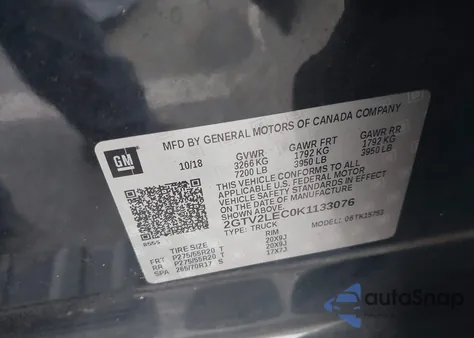 MFD BY GENERAL MOTORS OF CANADA COMPANY
GM
10/18 GVWR GAWR FRT GAWR RR
3266 KG 1792 KG 1792 KG
7200 LB 3950 LB 3950 LB
THIS VEHICLE CONFORMS TO ALL
APPLICABLE U.S. FEDERAL MOTOR
VEHICLE SAFETY STANDARDS IN EFFECT
ON THE DATE OF MANUFACTURE
SHOWN ABOVE.
2GTV2LEC0K1133076
TYPE: TRUCK MODEL:
TIRE SIZE RIM
FRT P275/55R20 T 20X9J
RR P275/55R20 T 20X9J
SPA 265/70R17 S 17X7J
autoSnap